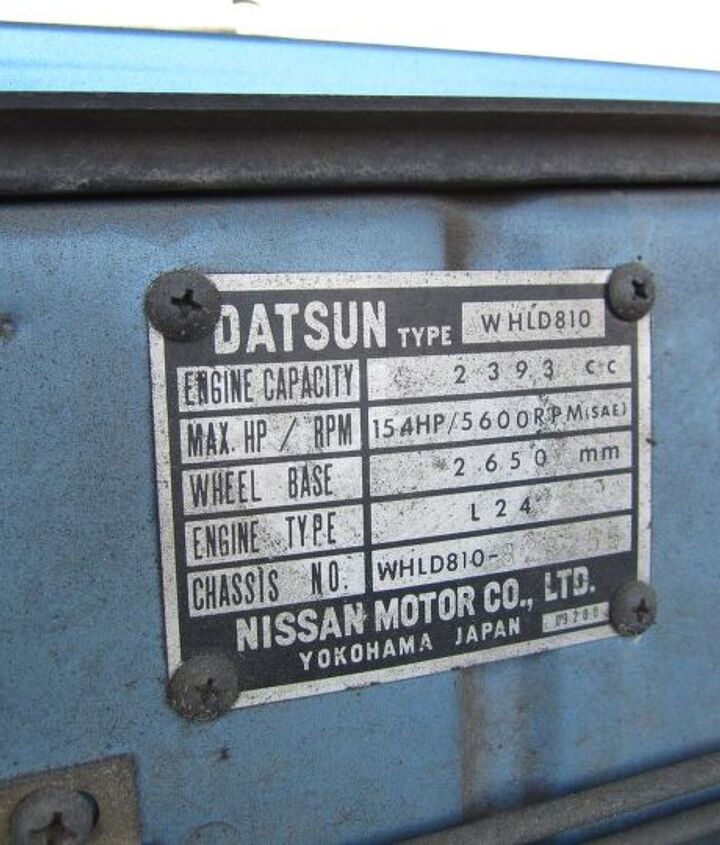 DATSUN TYPE WHLD810
ENGINE CAPACITY 2393 cc
MAX. HP / RPM 154HP/5600RPM(SAE)
WHEEL BASE 2650 mm
ENGINE TYPE L24
CHASSIS NO. WHLD810-
NISSAN MOTOR CO., LTD.
YOKOHAMA JAPAN